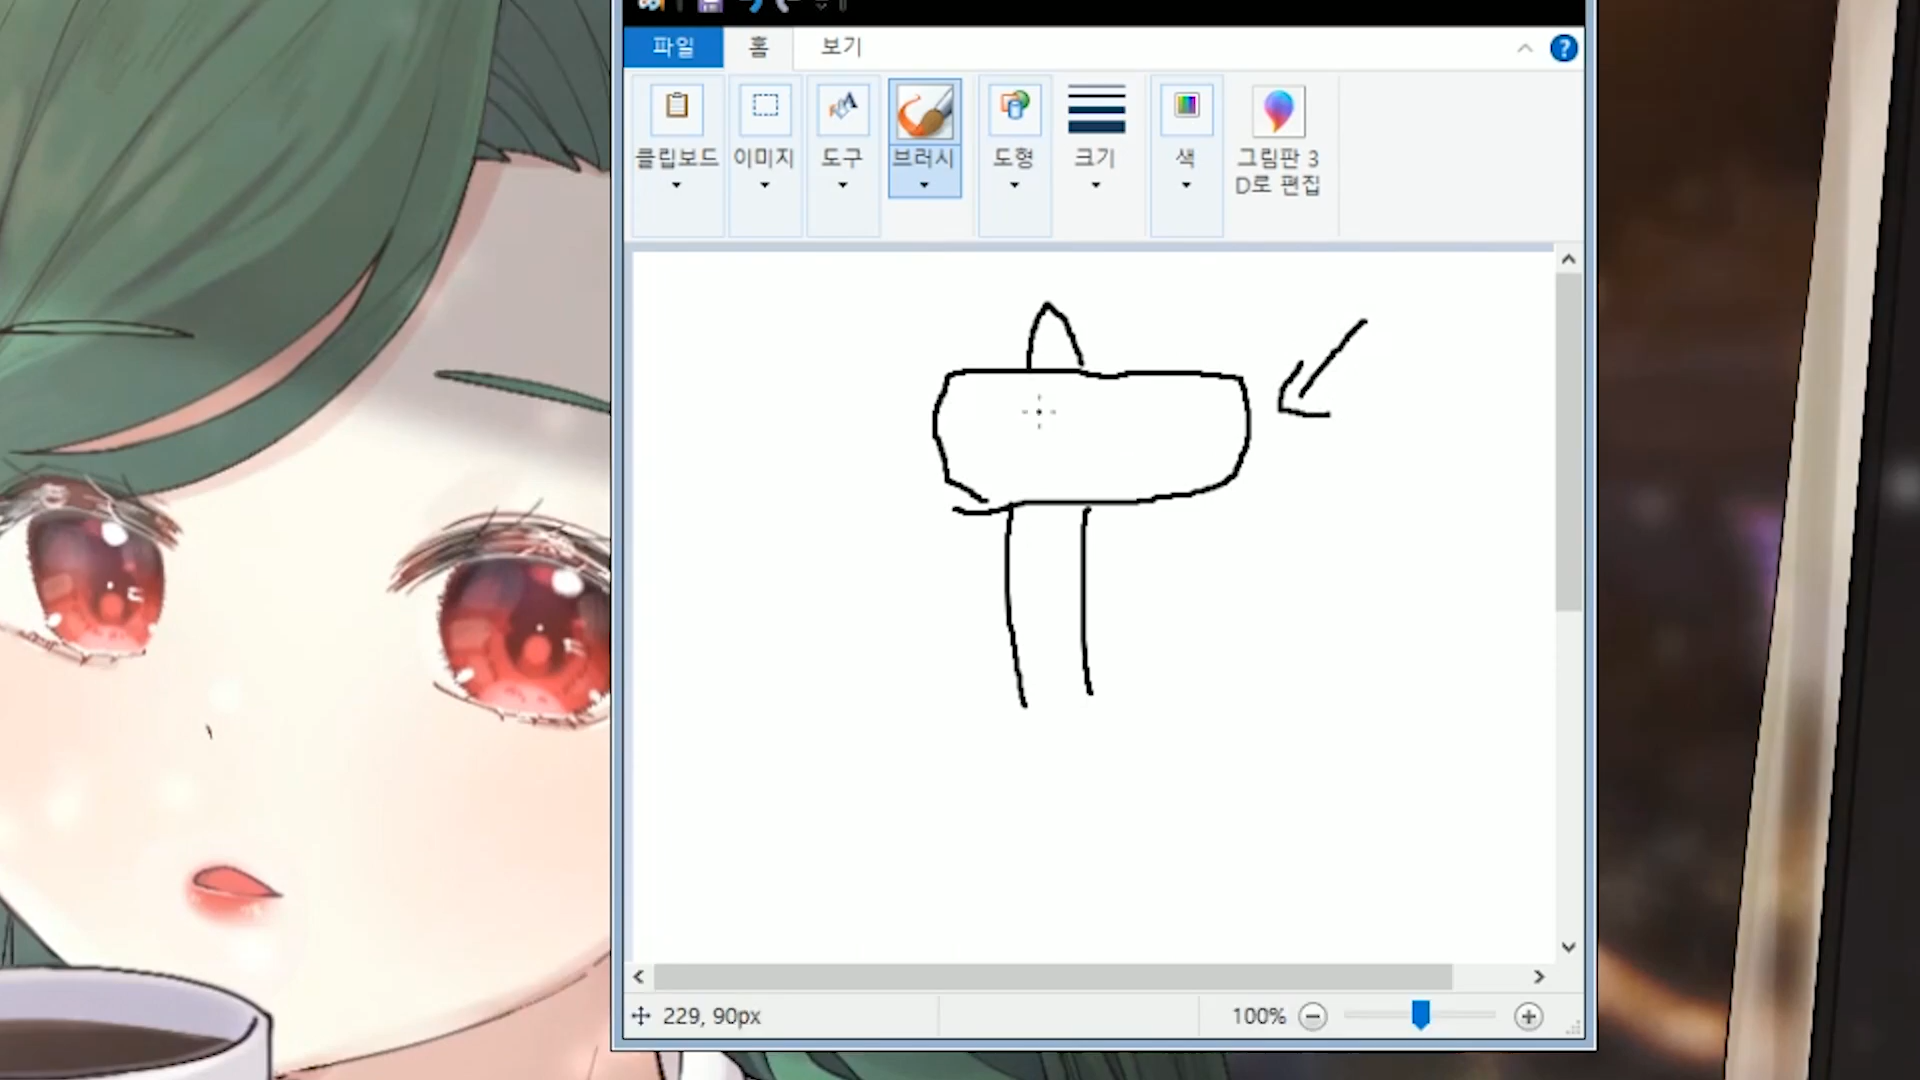 파일 홈 보기
클립보드 이미지 도구 브러시 도형 크기 색 그림판 3
D로 편집
229, 90px 100%